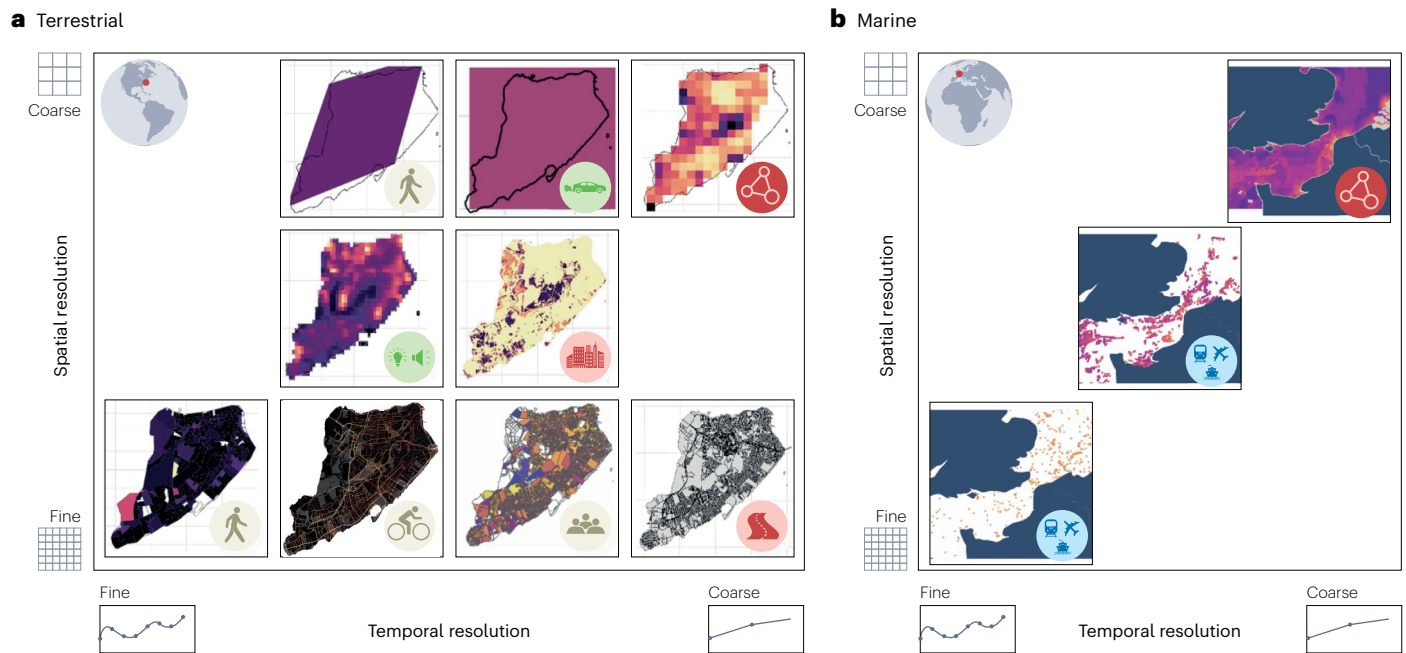 a Terrestrial
Coarse
Spatial resolution
Fine
Fine
Temporal resolution
Coarse
b Marine
Coarse
Spatial resolution
Fine
Fine
Temporal resolution
Coarse